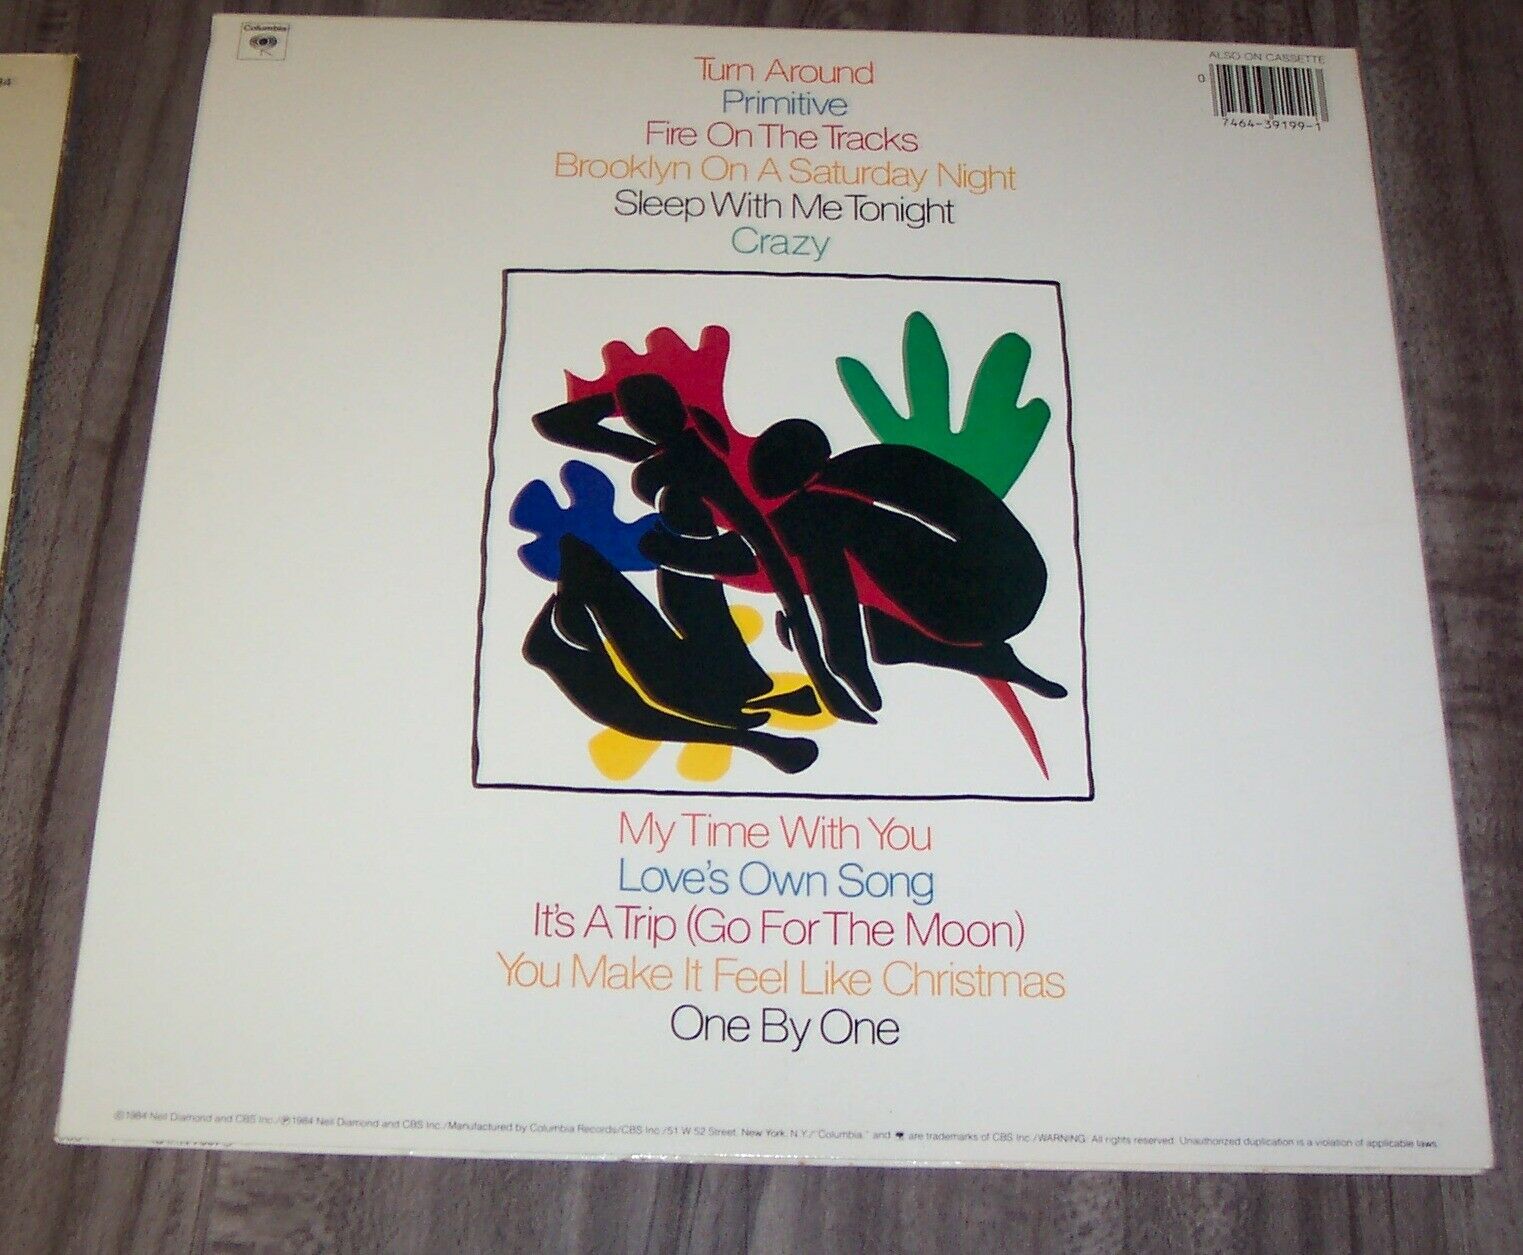 84
Columbia
ALSO ON CASSETTE
0
7464-39199-1
Turn Around
Primitive
Fire On The Tracks
Brooklyn On A Saturday Night
Sleep With Me Tonight
Crazy
My Time With You
Love's Own Song
It's A Trip (Go For The Moon)
You Make It Feel Like Christmas
One By One
©1984 Neil Diamond and CBS Inc./℗1984 Neil Diamond and CBS Inc./Manufactured by Columbia Records/CBS Inc./51 W 52 Street, New York, N.Y./"Columbia," and are trademarks of CBS Inc./WARNING: All rights reserved. Unauthorized duplication is a violation of applicable laws.